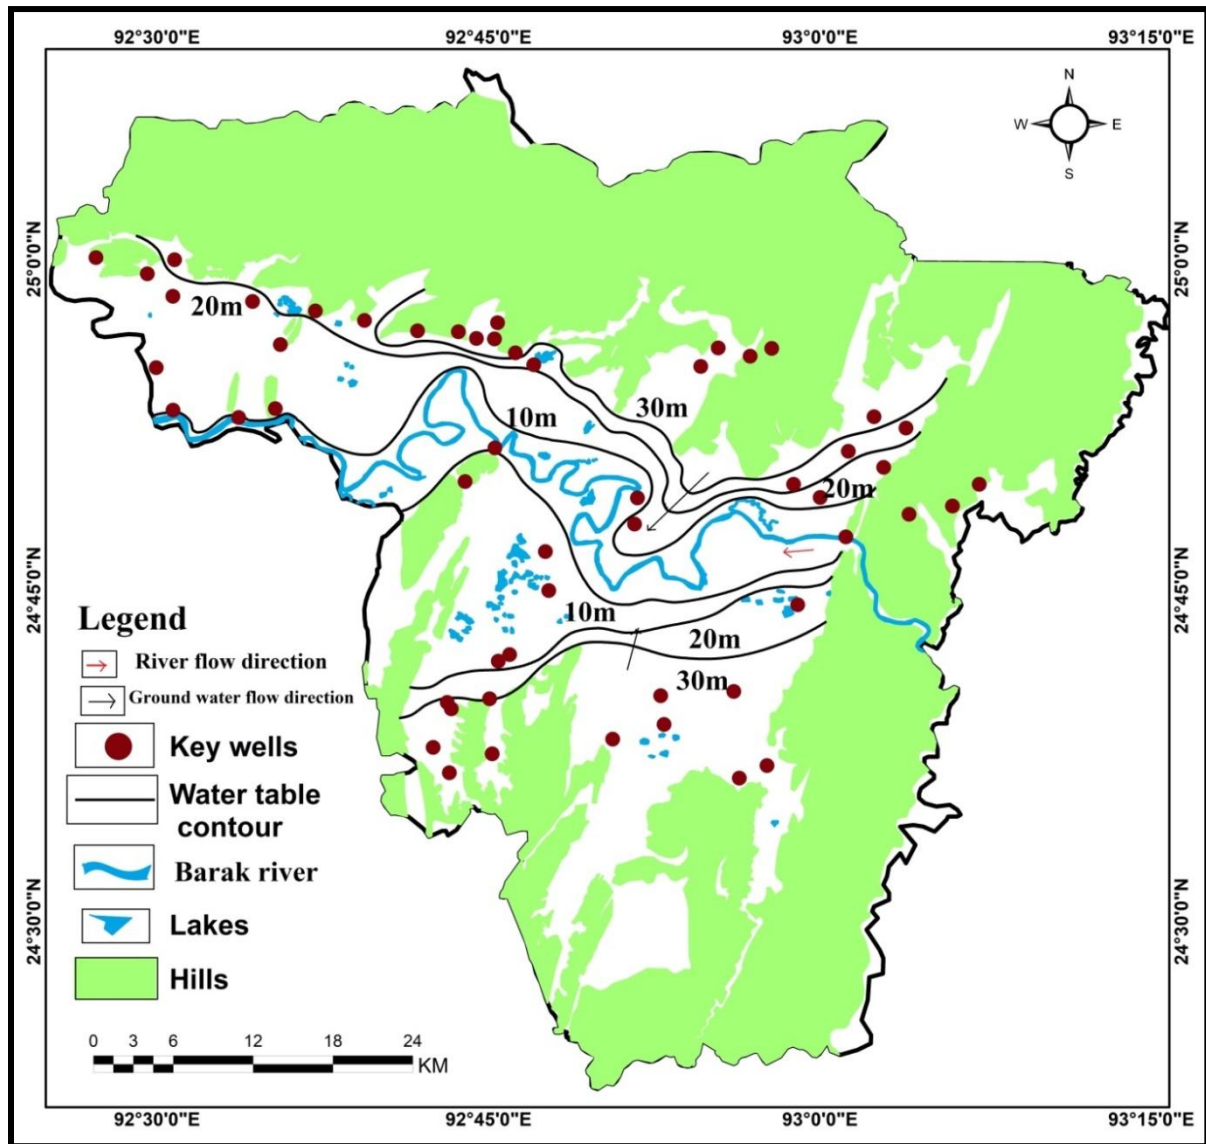 92°30'0"E 92°45'0"E 93°0'0"E 93°15'0"E
N
W E
S
25°0'0"N 25°0'0"N
20m
30m
10m
20m
24°45'0"N 24°45'0"N
10m
20m
30m
Legend
River flow direction
Ground water flow direction
Key wells
Water table
contour
Barak river
Lakes
Hills
24°30'0"N 24°30'0"N
0 3 6 12 18 24
KM
92°30'0"E 92°45'0"E 93°0'0"E 93°15'0"E